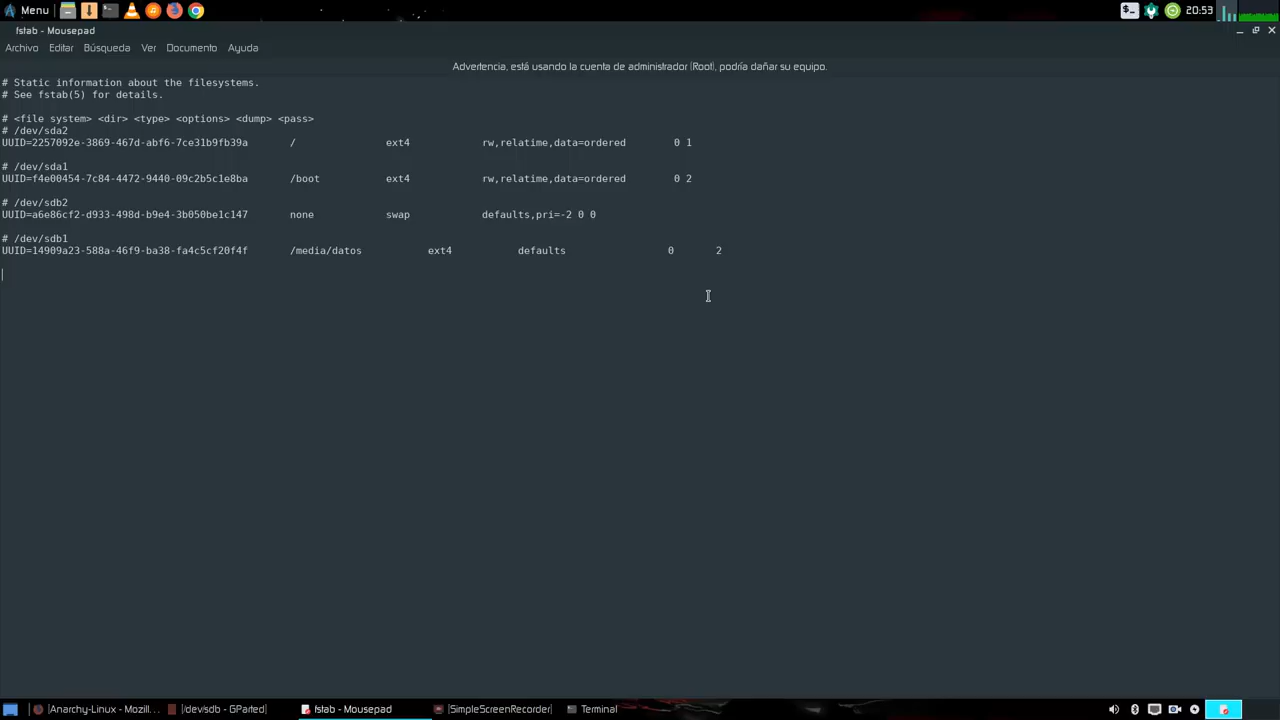 Menu
20:53
fstab - Mousepad
Archivo Editar Búsqueda Ver Documento Ayuda
Advertencia, está usando la cuenta de administrador (Root), podría dañar su equipo.
# Static information about the filesystems.
# See fstab(5) for details.
# <file system> <dir> <type> <options> <dump> <pass>
# /dev/sda2
UUID=2257092e-3869-467d-abf6-7ce31b9fb39a / ext4 rw,relatime,data=ordered 0 1
# /dev/sda1
UUID=f4e00454-7c84-4472-9440-09c2b5c1e8ba /boot ext4 rw,relatime,data=ordered 0 2
# /dev/sdb2
UUID=a6e86cf2-d933-498d-b9e4-3b050be1c147 none swap defaults,pri=-2 0 0
# /dev/sdb1
UUID=14909a23-588a-46f9-ba38-fa4c5cf20f4f /media/datos ext4 defaults 0 2
[Anarchy-Linux - Mozill... [/dev/sdb - GParted] fstab - Mousepad [SimpleScreenRecorder] Terminal